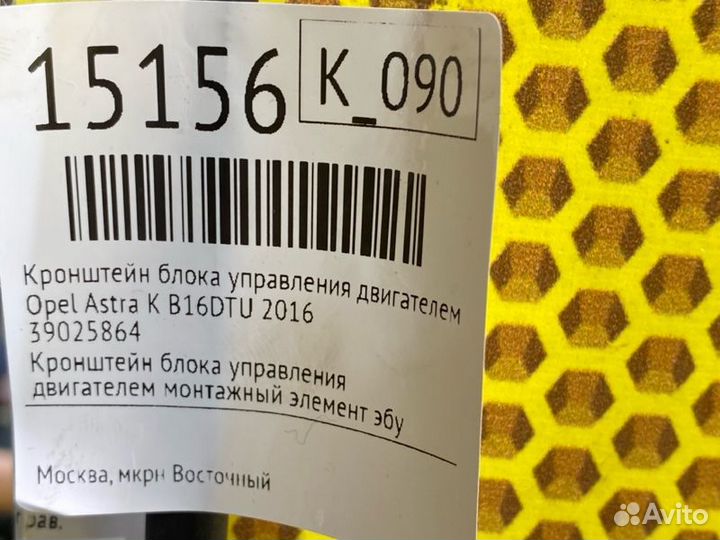 15156
K_090
Кронштейн блока управления двигателем
Opel Astra K B16DTU 2016
39025864
Кронштейн блока управления
двигателем монтажный элемент эбу
Москва, мкрн Восточный
Avito